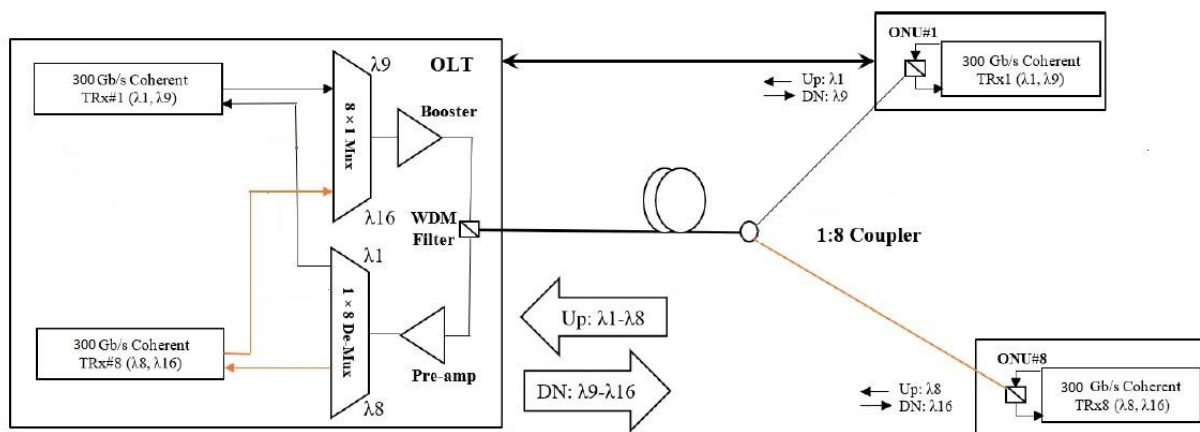 OLT
300 Gb/s Coherent
TRx#1 (λ1, λ9)
λ9
8 × 1 Mux
λ16
Booster
WDM
Filter
λ1
1 × 8 De-Mux
λ8
Pre-amp
300 Gb/s Coherent
TRx#8 (λ8, λ16)
Up: λ1-λ8
DN: λ9-λ16
1:8 Coupler
Up: λ1
DN: λ9
ONU#1
300 Gb/s Coherent
TRx1 (λ1, λ9)
Up: λ8
DN: λ16
ONU#8
300 Gb/s Coherent
TRx8 (λ8, λ16)